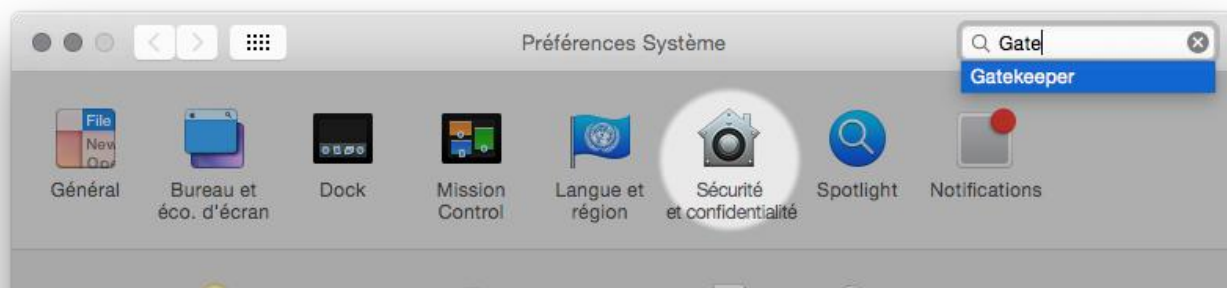 Préférences Système
Gate
Gatekeeper
File
New
Ope
Général
Bureau et
éco. d'écran
Dock
Mission
Control
Langue et
région
Sécurité
et confidentialité
Spotlight
Notifications